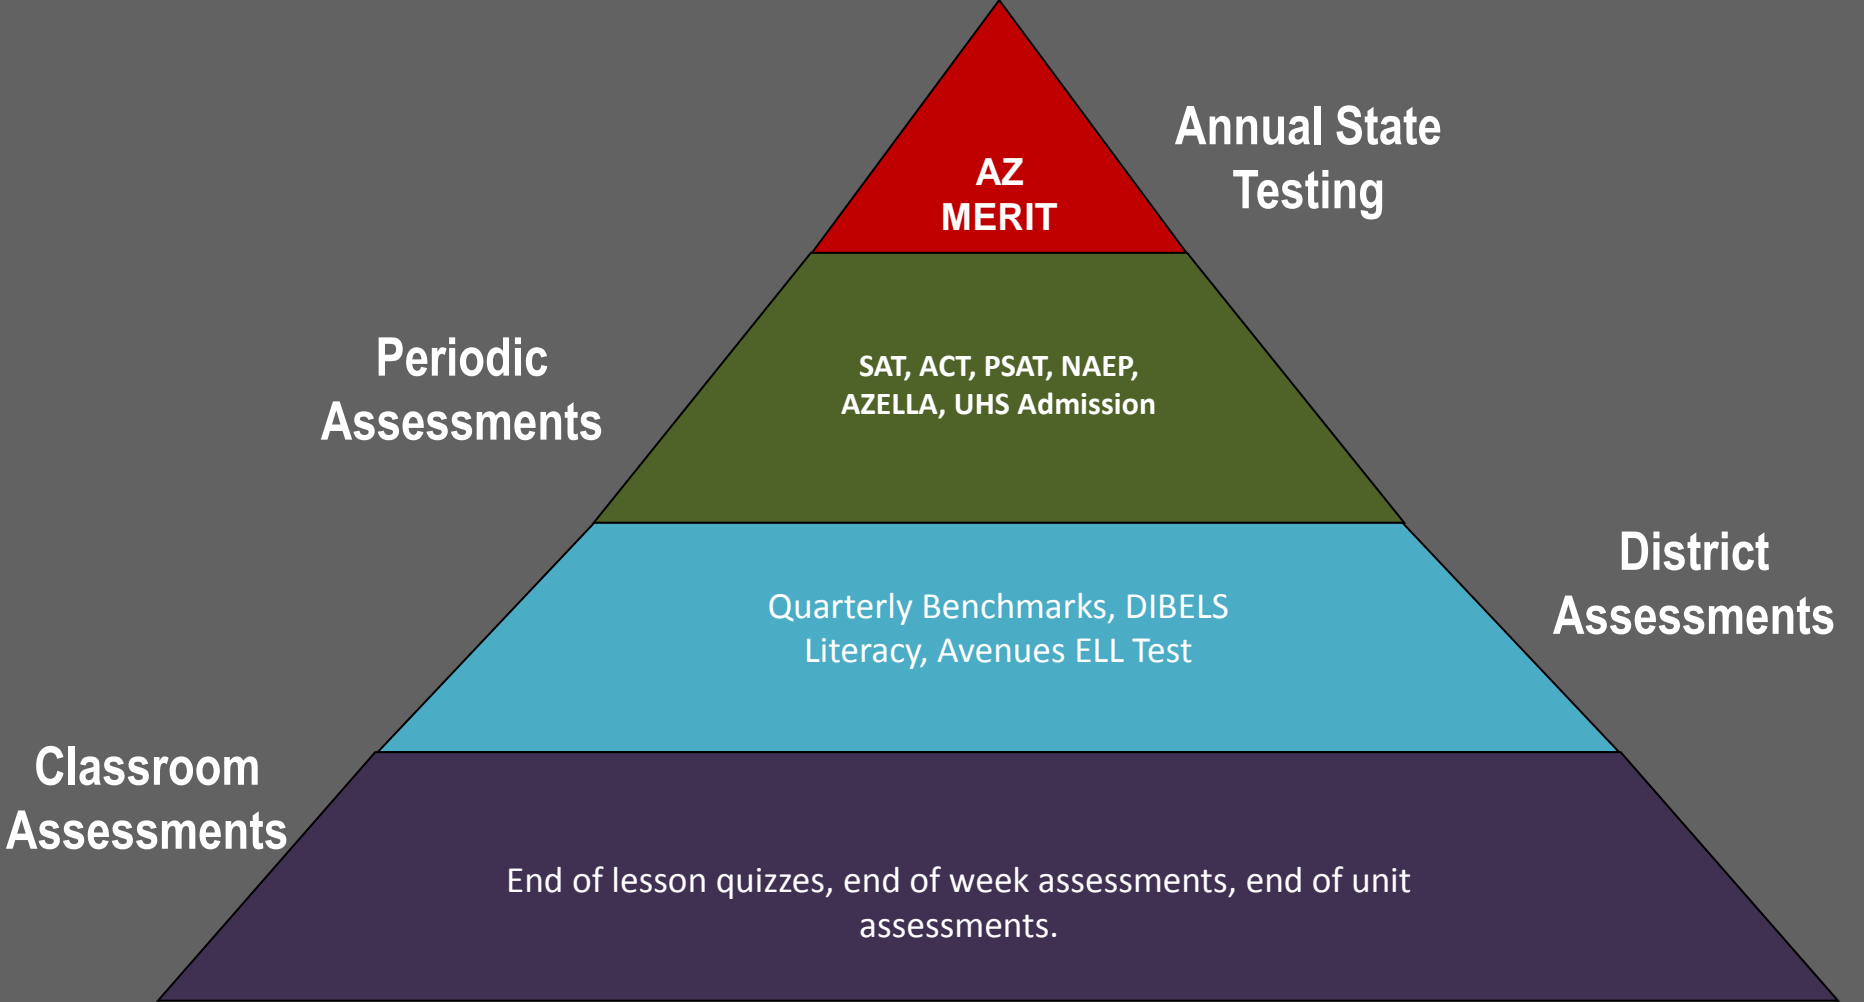 Annual State
Testing
AZ
MERIT
Periodic
Assessments
SAT, ACT, PSAT, NAEP,
AZELLA, UHS Admission
District
Assessments
Quarterly Benchmarks, DIBELS
Literacy, Avenues ELL Test
Classroom
Assessments
End of lesson quizzes, end of week assessments, end of unit
assessments.